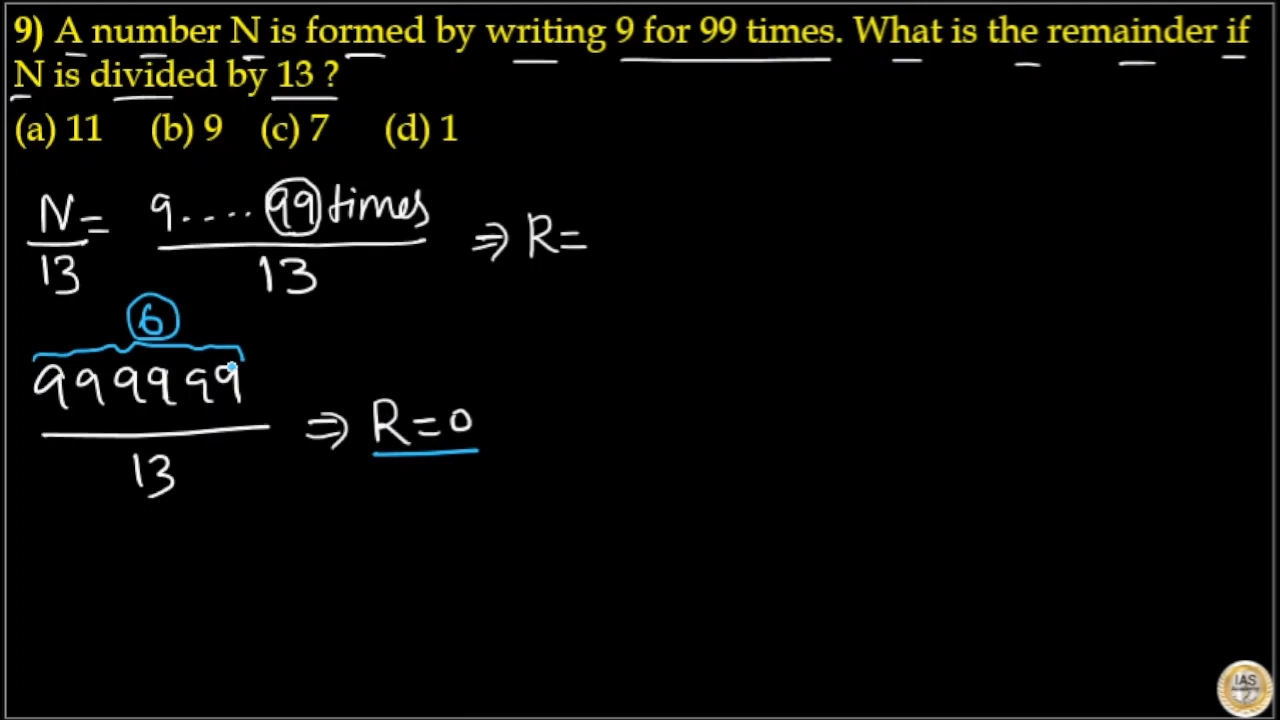 9) A number N is formed by writing 9 for 99 times. What is the remainder if
N is divided by 13 ?
(a) 11 (b) 9 (c) 7 (d) 1
N = 9....99 times ⇒ R=
13 13
6
999999 ⇒ R=0
13
IAS